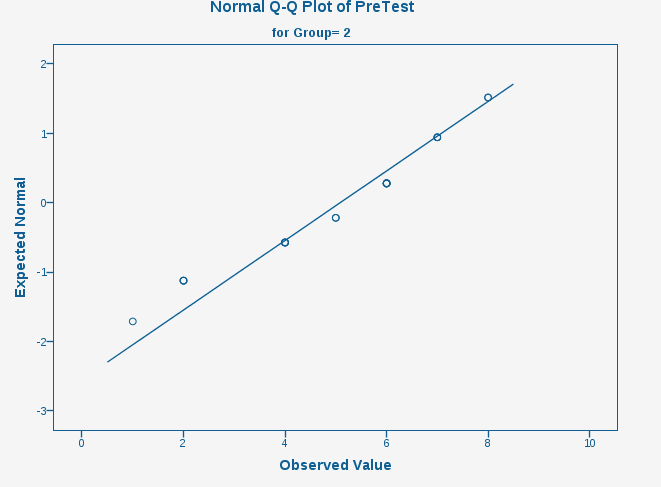 Normal Q-Q Plot of PreTest
for Group= 2
2
1
0
-1
-2
-3
Expected Normal
0 2 4 6 8 10
Observed Value